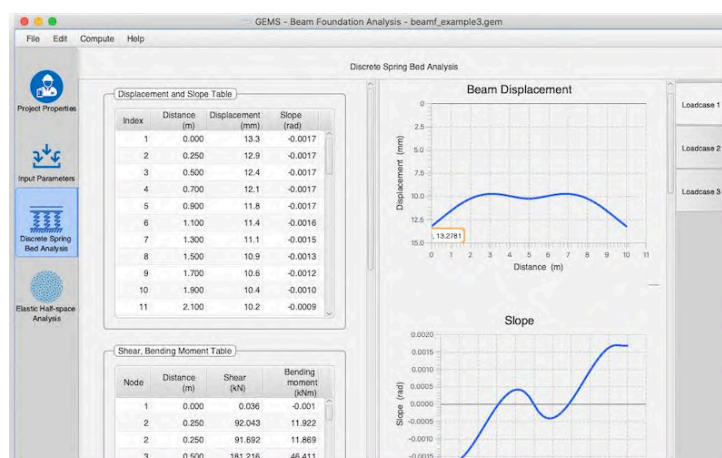 GEMS - Beam Foundation Analysis - beamf_example3.gem
File Edit Compute Help
Discrete Spring Bed Analysis
Project Properties
Input Parameters
Discrete Spring
Bed Analysis
Elastic Half-space
Analysis
Displacement and Slope Table
Index Distance (m) Displacement (mm) Slope (rad)
1 0.000 13.3 -0.0017
2 0.250 12.9 -0.0017
3 0.500 12.4 -0.0017
4 0.700 12.1 -0.0017
5 0.900 11.8 -0.0017
6 1.100 11.4 -0.0016
7 1.300 11.1 -0.0015
8 1.500 10.9 -0.0013
9 1.700 10.6 -0.0012
10 1.900 10.4 -0.0010
11 2.100 10.2 -0.0009
Shear, Bending Moment Table
Node Distance (m) Shear (kN) Bending moment (kNm)
1 0.000 0.036 -0.001
2 0.250 92.043 11.922
2 0.250 91.692 11.869
3 0.500 181.216 46.411
Beam Displacement
Displacement (mm)
0
2.5
5.0
7.5
10.0
12.5
15.0
, 13.2781
0 1 2 3 4 5 6 7 8 9 10 11
Distance (m)
Slope
Slope (rad)
0.0020
0.0015
0.0010
0.0005
0.0000
-0.0005
-0.0010
-0.0015
Loadcase 1
Loadcase 2
Loadcase 3